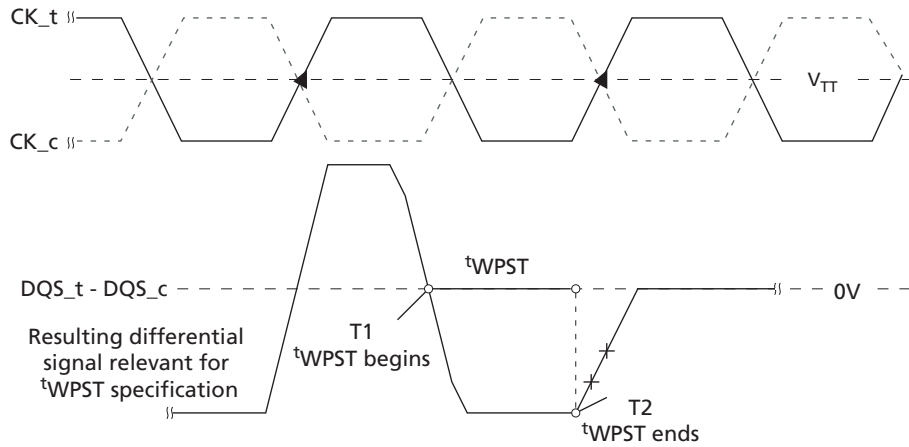 CK_t
V_TT
CK_c
tWPST
DQS_t - DQS_c
0V
Resulting differential
signal relevant for
tWPST specification
T1
tWPST begins
T2
tWPST ends